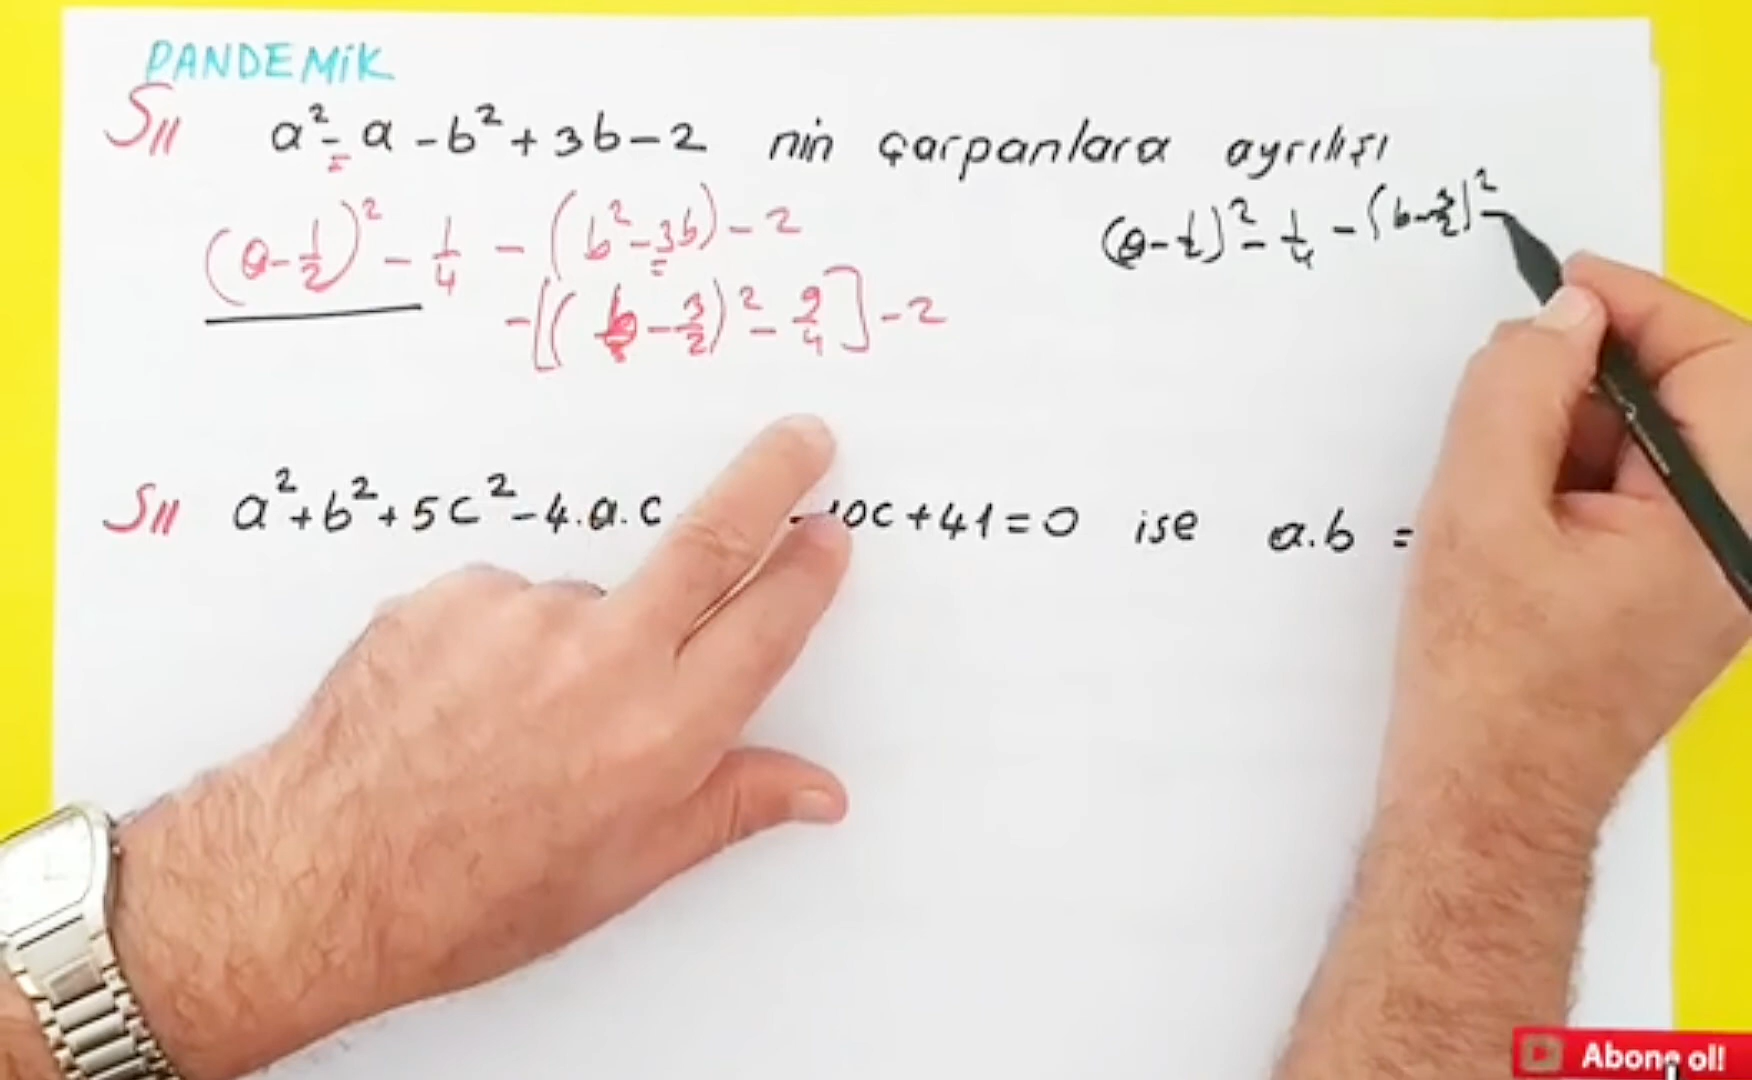 PANDEMiK
S11 a²-a-b²+3b-2 nin çarpanlara ayrılışı
(a-1/2)² - 1/4 - (b²-3b)-2
(a-1/2)² - 1/4 - (b-3/2)²
-[(b-3/2)² - 9/4]-2
S11 a²+b²+5c²-4.a.c -10c+41=0 ise a.b =
Abone ol!